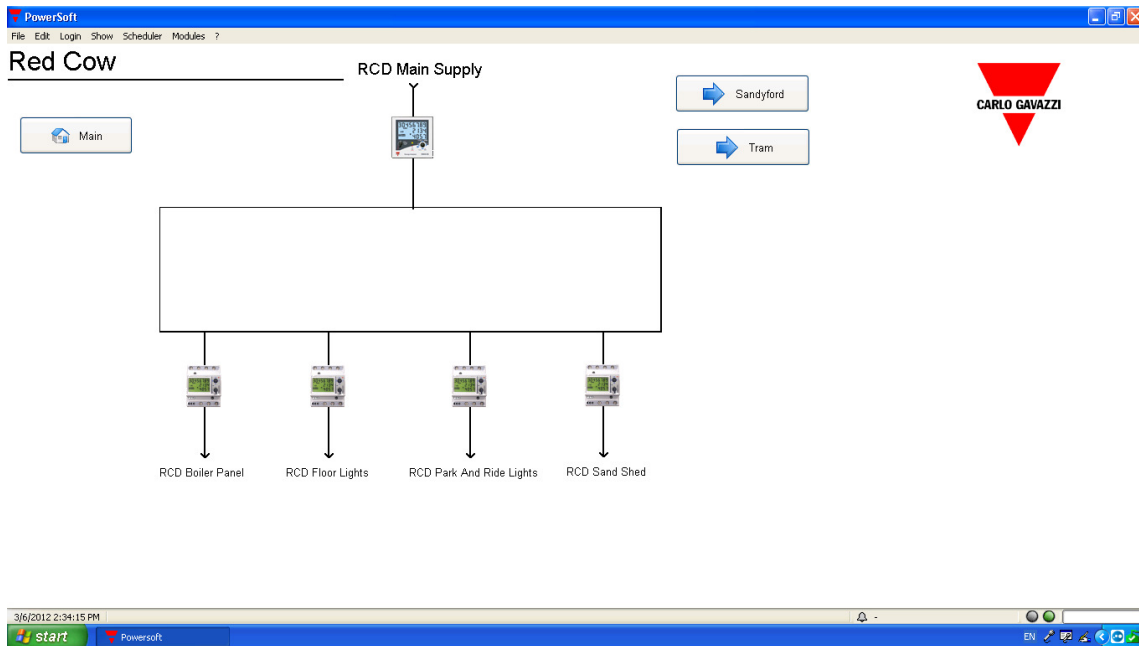 PowerSoft
File Edit Login Show Scheduler Modules ?
Red Cow
RCD Main Supply
Sandyford
CARLO GAVAZZI
Main
Tram
RCD Boiler Panel
RCD Floor Lights
RCD Park And Ride Lights
RCD Sand Shed
3/6/2012 2:34:15 PM
-
start
Powersoft
EN